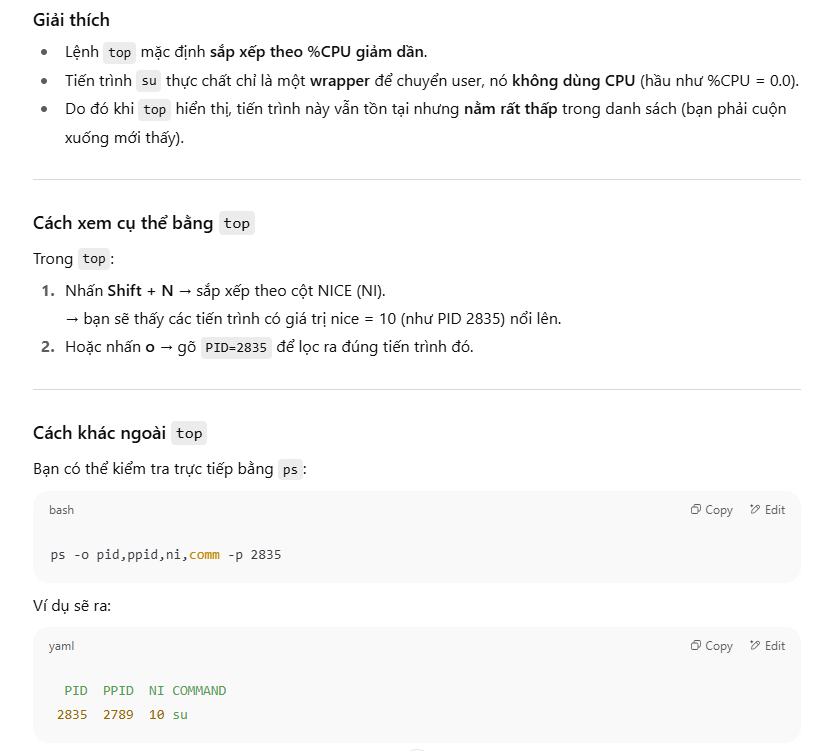 Giải thích
• Lệnh top mặc định sắp xếp theo %CPU giảm dần.
• Tiến trình su thực chất chỉ là một wrapper để chuyển user, nó không dùng CPU (hầu như %CPU = 0.0).
• Do đó khi top hiển thị, tiến trình này vẫn tồn tại nhưng nằm rất thấp trong danh sách (bạn phải cuộn
xuống mới thấy).
Cách xem cụ thể bằng top
Trong top:
1. Nhấn Shift + N → sắp xếp theo cột NICE (NI).
→ bạn sẽ thấy các tiến trình có giá trị nice = 10 (như PID 2835) nổi lên.
2. Hoặc nhấn o → gõ PID=2835 để lọc ra đúng tiến trình đó.
Cách khác ngoài top
Bạn có thể kiểm tra trực tiếp bằng ps:
bash Copy Edit
ps -o pid,ppid,ni,comm -p 2835
Ví dụ sẽ ra:
yaml Copy Edit
PID PPID NI COMMAND
2835 2789 10 su